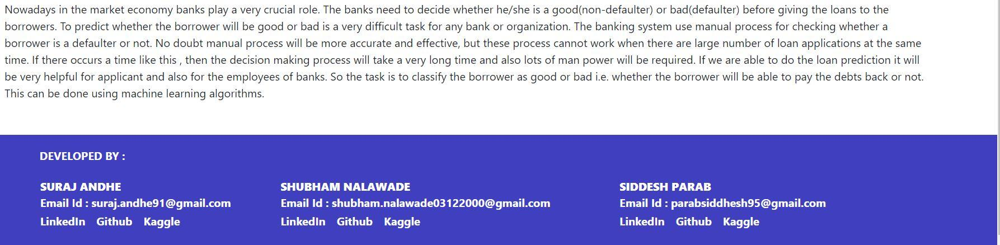 Nowadays in the market economy banks play a very crucial role. The banks need to decide whether he/she is a good(non-defaulter) or bad(defaulter) before giving the loans to the
borrowers. To predict whether the borrower will be good or bad is a very difficult task for any bank or organization. The banking system use manual process for checking whether a
borrower is a defaulter or not. No doubt manual process will be more accurate and effective, but these process cannot work when there are large number of loan applications at the same
time. If there occurs a time like this , then the decision making process will take a very long time and also lots of man power will be required. If we are able to do the loan prediction it will
be very helpful for applicant and also for the employees of banks. So the task is to classify the borrower as good or bad i.e. whether the borrower will be able to pay the debts back or not.
This can be done using machine learning algorithms.
DEVELOPED BY :
SURAJ ANDHE
Email Id : suraj.andhe91@gmail.com
LinkedIn Github Kaggle
SHUBHAM NALAWADE
Email Id : shubham.nalawade03122000@gmail.com
LinkedIn Github Kaggle
SIDDESH PARAB
Email Id : parabsiddhesh95@gmail.com
LinkedIn Github Kaggle